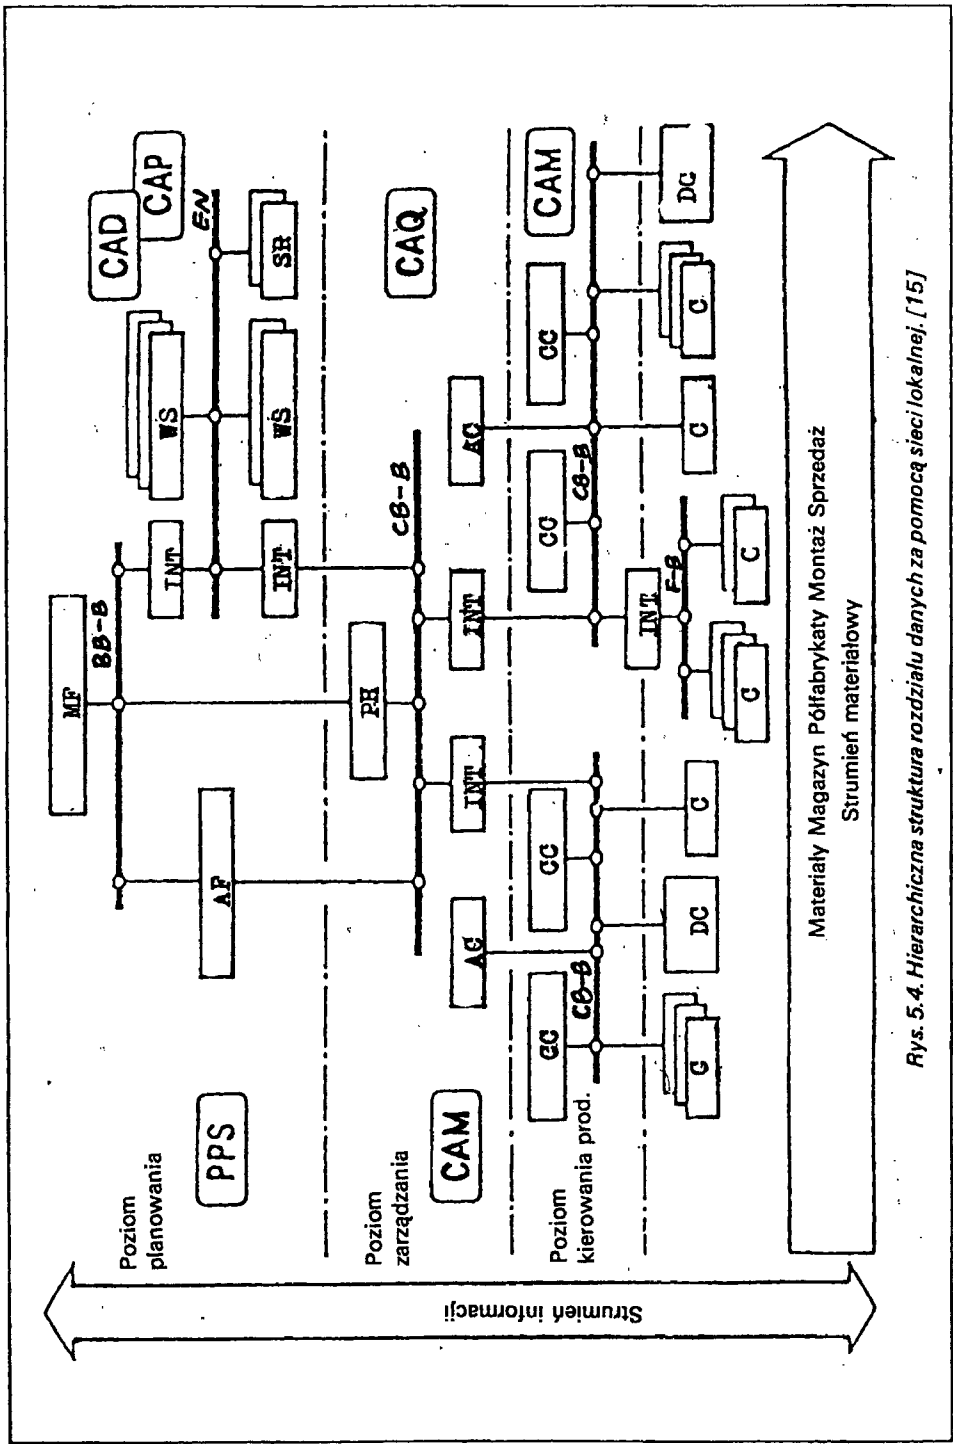 MF
BB-B
CAD
CAP
Poziom
planowania
WS
INT
EN
PPS
AF
INT
WS
SR
Poziom
zarządzania
PH
CB-B
CAQ
CAM
AC
INT
INT
AC
Poziom
kierowania prod.
CC
CC
CC
CAM
CB-B
CB-B
INT
F-B
DC
C
C
C
DC
C
C
Strumień informacji
Materiały Magazyn Półfabrykaty Montaż Sprzedaż
Strumień materiałowy
Rys. 5.4. Hierarchiczna struktura rozdziału danych za pomocą sieci lokalnej. [15]